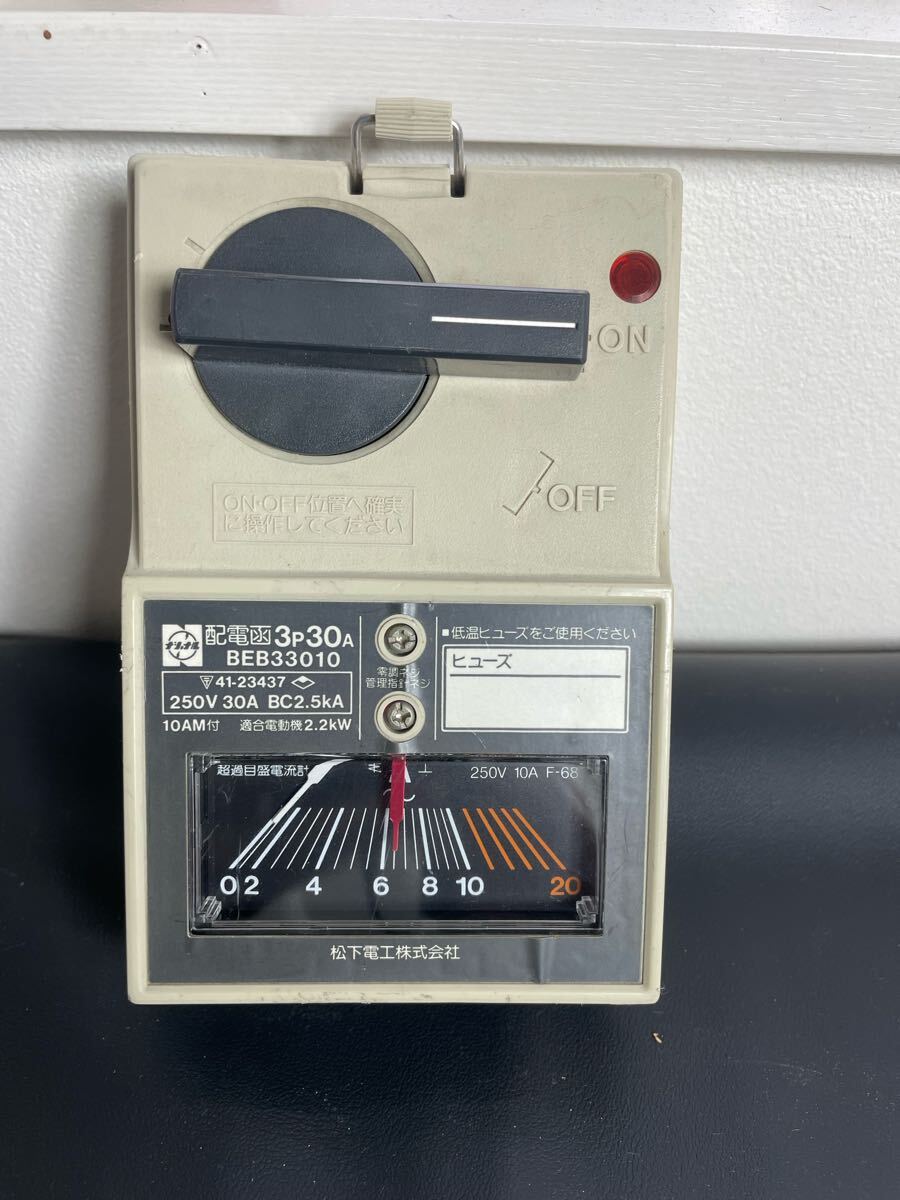 ON
OFF
ON・OFF位置へ確実
に操作してください
ナショナル
配電函3P30A
BEB33010
41-23437
250V 30A BC2.5kA
10AM付 適合電動機2.2kW
零調ネジ
管理指針ネジ
■低温ヒューズをご使用ください
ヒューズ
超過目盛電流計
250V 10A F-68
A
0 2 4 6 8 10 20
松下電工株式会社